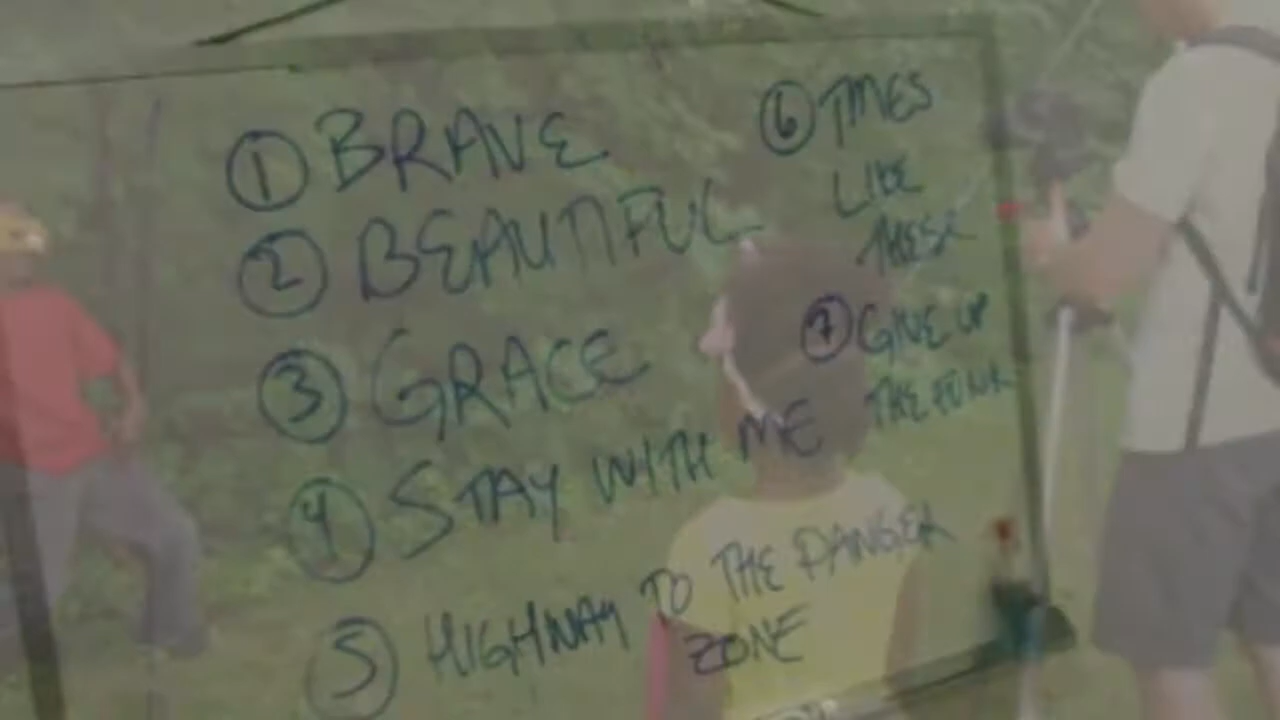 ① BRAVE
② BEAUTIFUL
③ GRACE
④ STAY WITH ME
⑤ HIGHWAY TO THE DANGER
ZONE
⑥ TIMES
LIKE
THESE
⑦ GIVE UP
THE FUNK